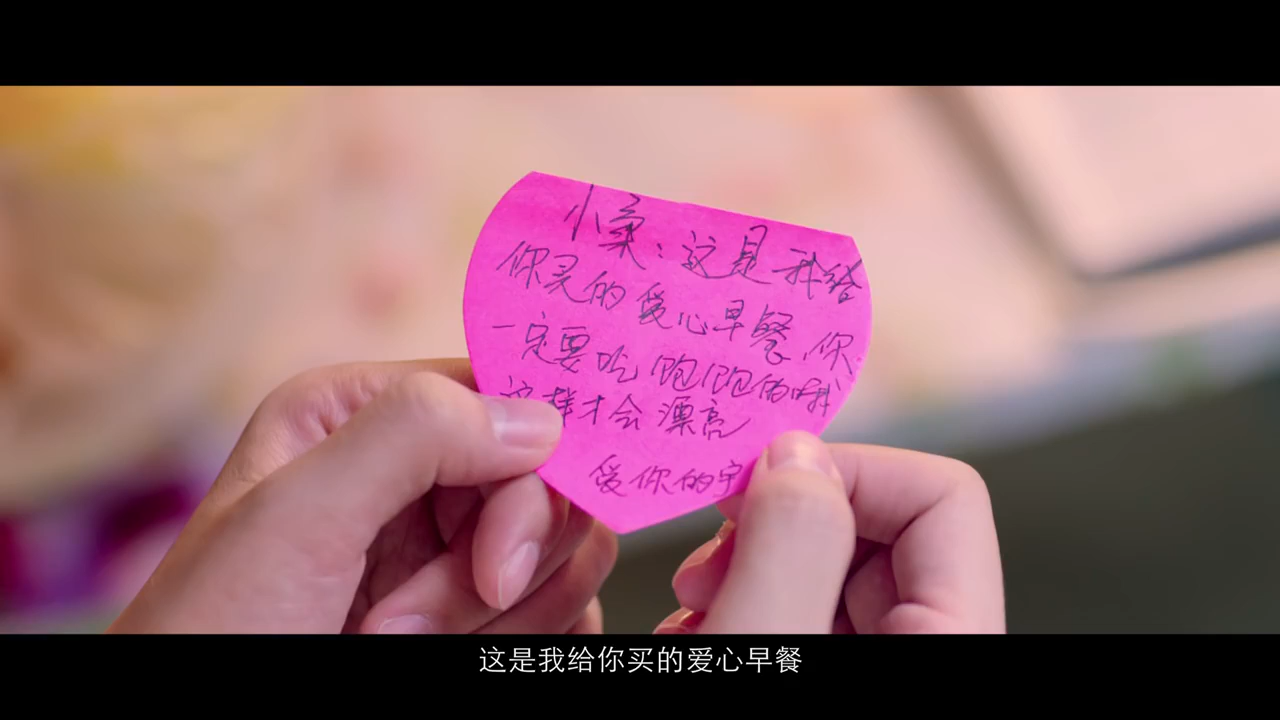 小柔：这是我给
你买的爱心早餐，你
一定要吃饱饱的哦
这样才会漂亮
爱你的宇
这是我给你买的爱心早餐